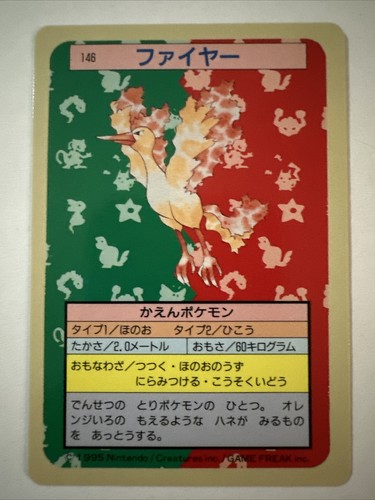 146 ファイヤー
かえんポケモン
タイプ1/ほのお タイプ2/ひこう
たかさ/2.0メートル おもさ/60キログラム
おもなわざ/つつく・ほのおのうず
にらみつける・こうそくいどう
でんせつの とりポケモンの ひとつ。 オレ
ンジいろの もえるような ハネが みるもの
を あっとうする。
© 1995 Nintendo/Creatures inc./GAME FREAK inc.